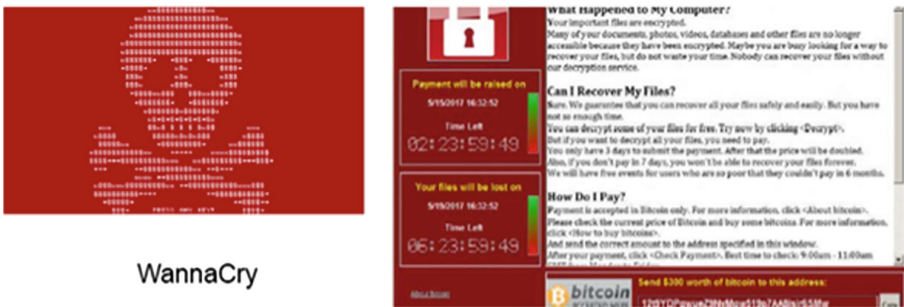 WannaCry
Payment will be raised on
5/15/2017 16:32:52
Time Left
02:23:59:49
Your files will be lost on
5/19/2017 16:32:52
Time Left
06:23:59:49
About bitcoin
What Happened to My Computer?
Your important files are encrypted.
Many of your documents, photos, videos, databases and other files are no longer
accessible because they have been encrypted. Maybe you are busy looking for a way to
recover your files, but do not waste your time. Nobody can recover your files without
our decryption service.
Can I Recover My Files?
Sure. We guarantee that you can recover all your files safely and easily. But you have
not so enough time.
You can decrypt some of your files for free. Try now by clicking <Decrypt>.
But if you want to decrypt all your files, you need to pay.
You only have 3 days to submit the payment. After that the price will be doubled.
Also, if you don't pay in 7 days, you won't be able to recover your files forever.
We will have free events for users who are so poor that they couldn't pay in 6 months.
How Do I Pay?
Payment is accepted in Bitcoin only. For more information, click <About bitcoin>.
Please check the current price of Bitcoin and buy some bitcoins. For more information,
click <How to buy bitcoins>.
And send the correct amount to the address specified in this window.
After your payment, click <Check Payment>. Best time to check: 9:00am - 11:00am
bitcoin
Send $300 worth of bitcoin to this address: